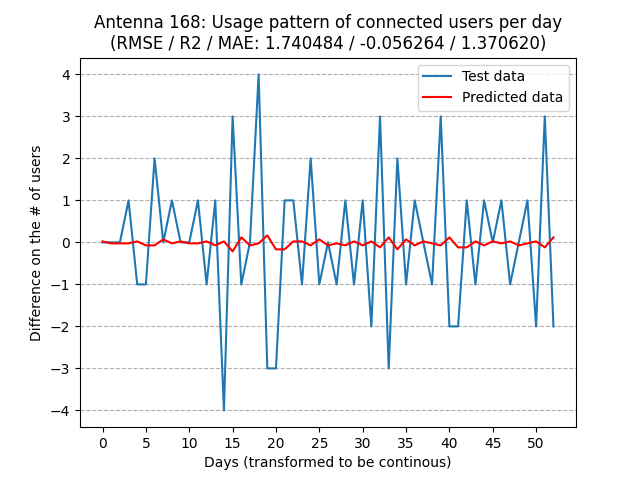 Antenna 168: Usage pattern of connected users per day
(RMSE / R2 / MAE: 1.740484 / -0.056264 / 1.370620)
Test data
Predicted data
Difference on the # of users
4
3
2
1
0
−1
−2
−3
−4
0 5 10 15 20 25 30 35 40 45 50
Days (transformed to be continous)